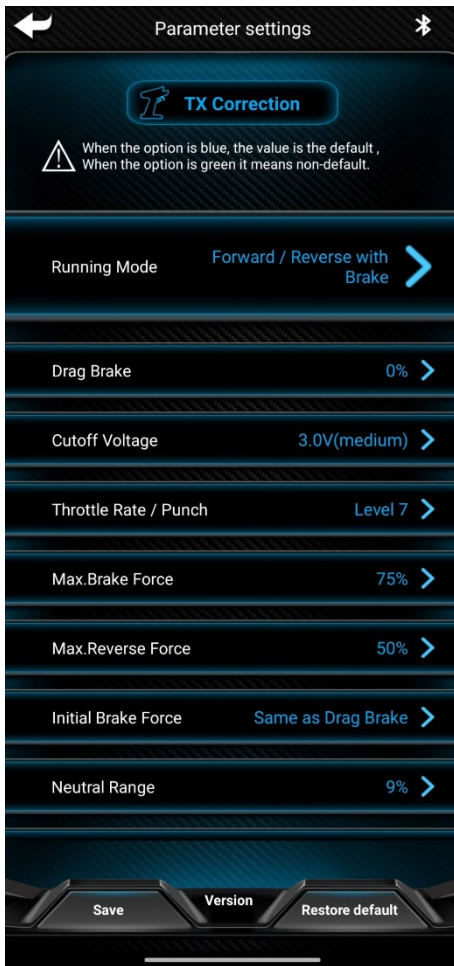 Parameter settings
TX Correction
When the option is blue, the value is the default ,
When the option is green it means non-default.
Running Mode
Forward / Reverse with
Brake
Drag Brake 0%
Cutoff Voltage 3.0V(medium)
Throttle Rate / Punch Level 7
Max.Brake Force 75%
Max.Reverse Force 50%
Initial Brake Force Same as Drag Brake
Neutral Range 9%
Save Version Restore default